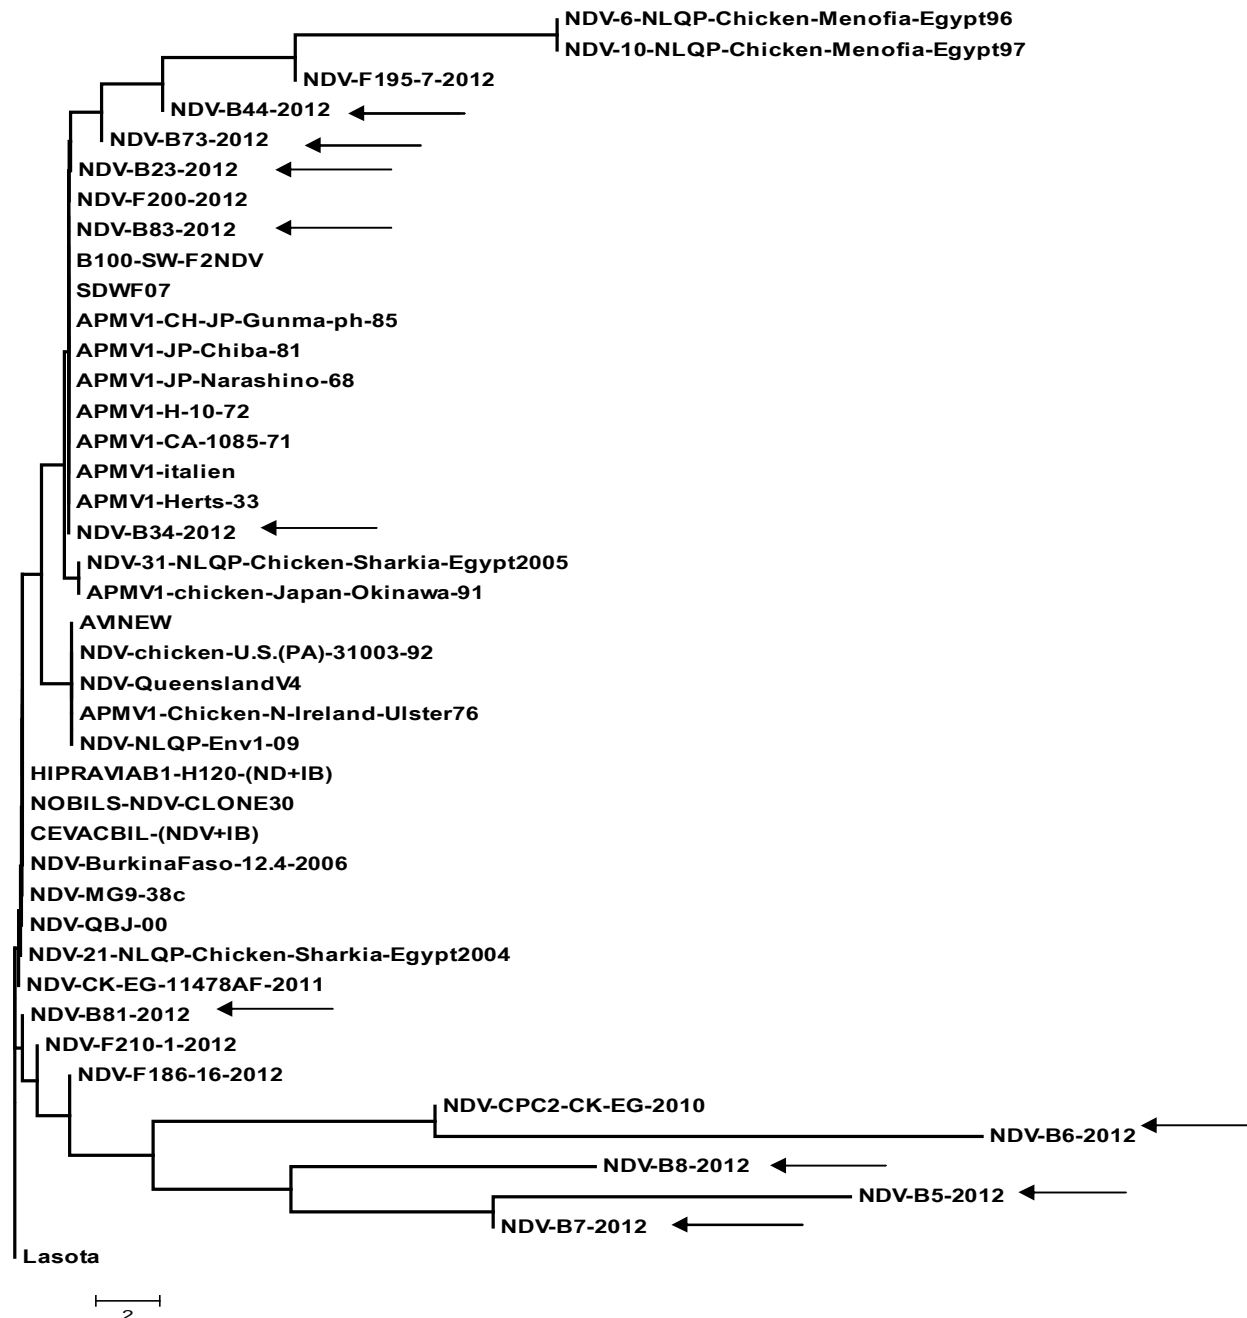 NDV-6-NLQP-Chicken-Menofia-Egypt96
NDV-10-NLQP-Chicken-Menofia-Egypt97
NDV-F195-7-2012
NDV-B44-2012
NDV-B73-2012
NDV-B23-2012
NDV-F200-2012
NDV-B83-2012
B100-SW-F2NDV
SDWF07
APMV1-CH-JP-Gunma-ph-85
APMV1-JP-Chiba-81
APMV1-JP-Narashino-68
APMV1-H-10-72
APMV1-CA-1085-71
APMV1-italien
APMV1-Herts-33
NDV-B34-2012
NDV-31-NLQP-Chicken-Sharkia-Egypt2005
APMV1-chicken-Japan-Okinawa-91
AVINEW
NDV-chicken-U.S.(PA)-31003-92
NDV-QueenslandV4
APMV1-Chicken-N-Ireland-Ulster76
NDV-NLQP-Env1-09
HIPRAVIAB1-H120-(ND+IB)
NOBILS-NDV-CLONE30
CEVACBIL-(NDV+IB)
NDV-BurkinaFaso-12.4-2006
NDV-MG9-38c
NDV-QBJ-00
NDV-21-NLQP-Chicken-Sharkia-Egypt2004
NDV-CK-EG-11478AF-2011
NDV-B81-2012
NDV-F210-1-2012
NDV-F186-16-2012
NDV-CPC2-CK-EG-2010
NDV-B6-2012
NDV-B8-2012
NDV-B5-2012
NDV-B7-2012
Lasota
2